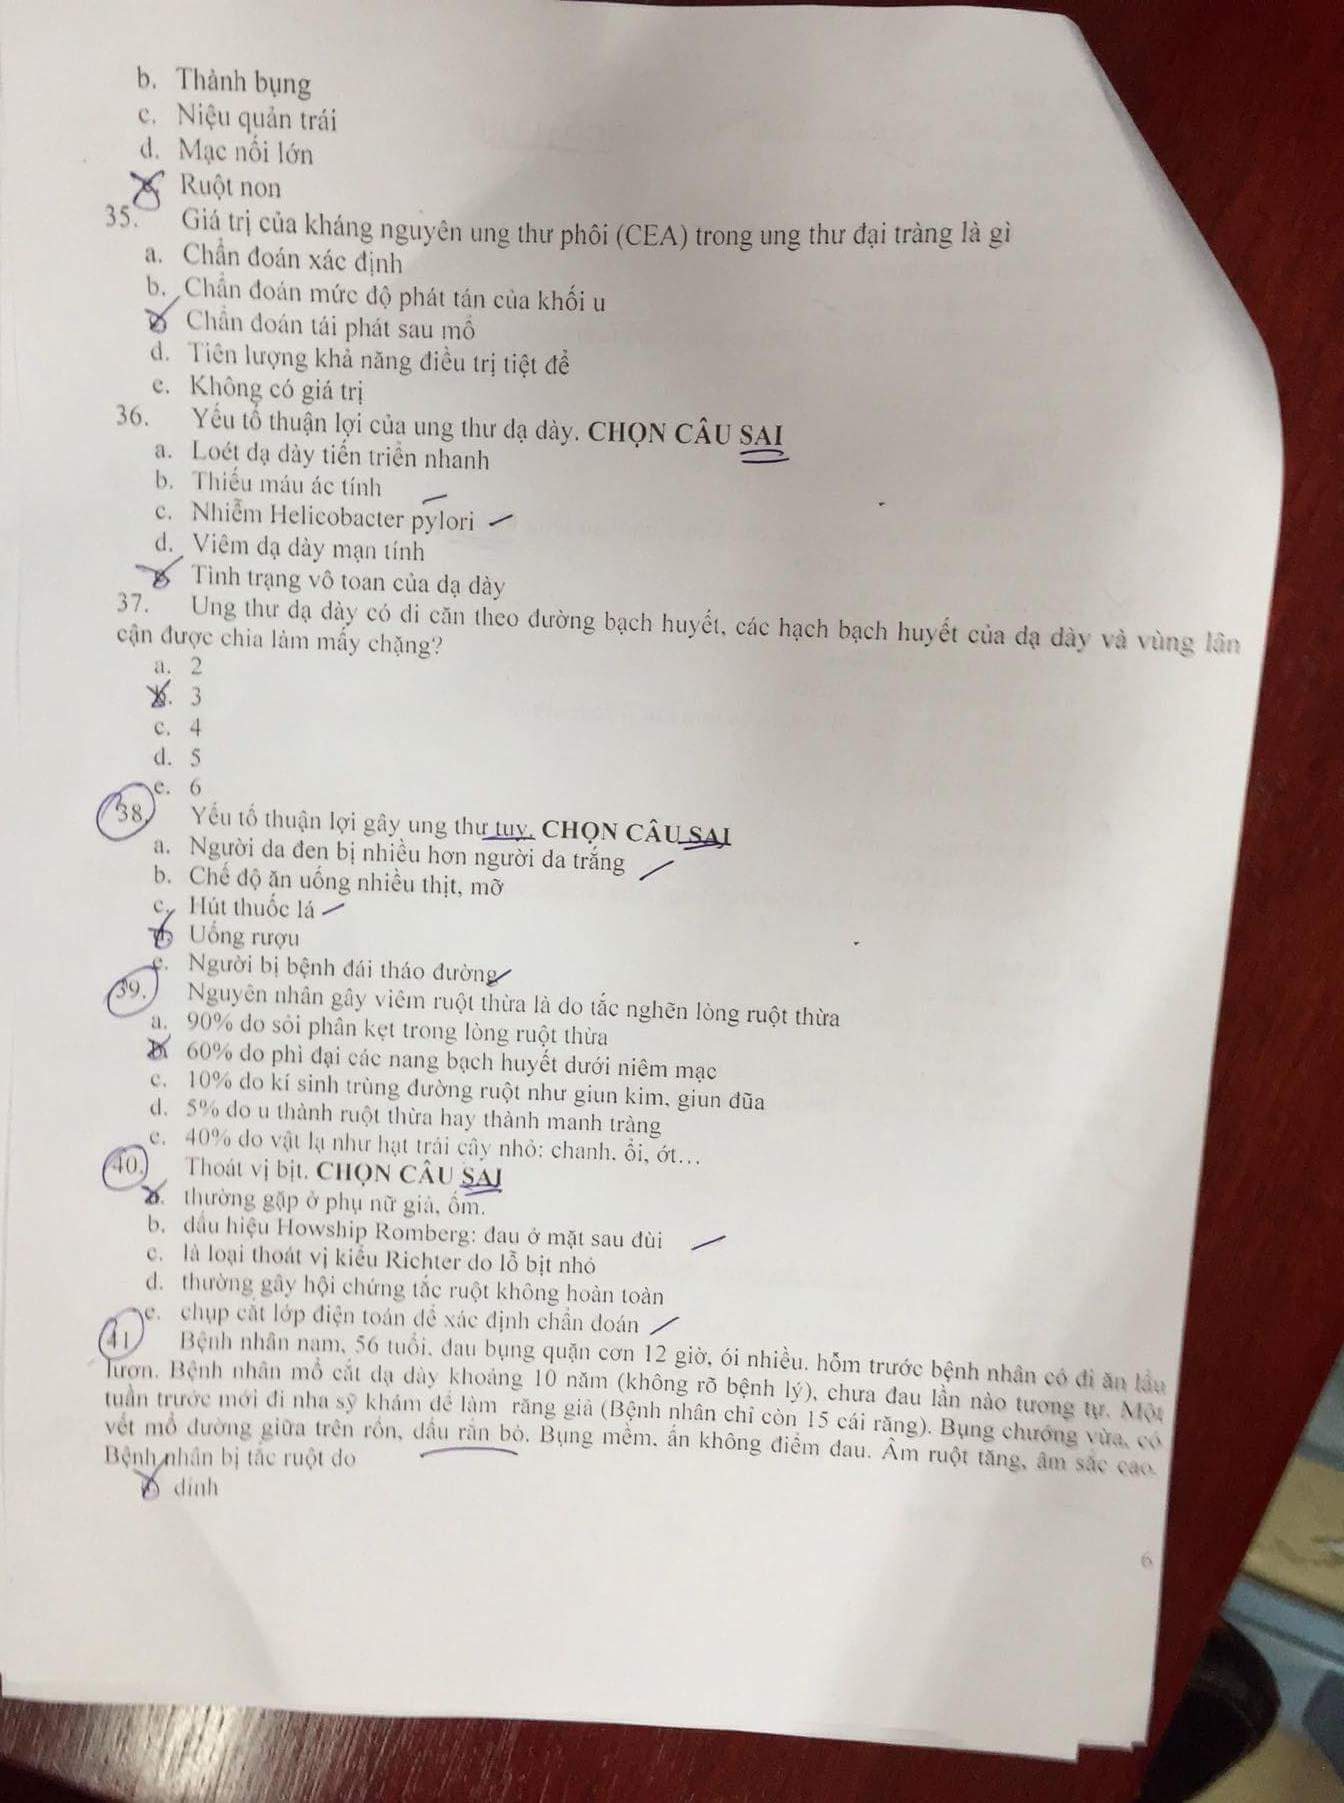 b. Thành bụng
c. Niệu quản trái
d. Mạc nối lớn
Ruột non
35. Giá trị của kháng nguyên ung thư phôi (CEA) trong ung thư đại tràng là gì
a. Chẩn đoán xác định
b. Chẩn đoán mức độ phát tán của khối u
Chẩn đoán tái phát sau mổ
d. Tiên lượng khả năng điều trị tiệt để
e. Không có giá trị
36. Yếu tố thuận lợi của ung thư dạ dày. CHỌN CÂU SAI
a. Loét dạ dày tiến triển nhanh
b. Thiếu máu ác tính
c. Nhiễm Helicobacter pylori
d. Viêm dạ dày mạn tính
Tình trạng vô toan của dạ dày
37. Ung thư dạ dày có di căn theo đường bạch huyết, các hạch bạch huyết của dạ dày và vùng lân
cận được chia làm mấy chặng?
a. 2
b. 3
c. 4
d. 5
e. 6
38. Yếu tố thuận lợi gây ung thư tuỵ. CHỌN CÂU SAI
a. Người da đen bị nhiều hơn người da trắng
b. Chế độ ăn uống nhiều thịt, mỡ
c. Hút thuốc lá
Uống rượu
e. Người bị bệnh đái tháo đường
39. Nguyên nhân gây viêm ruột thừa là do tắc nghẽn lòng ruột thừa
a. 90% do sỏi phân kẹt trong lòng ruột thừa
60% do phì đại các nang bạch huyết dưới niêm mạc
c. 10% do kí sinh trùng đường ruột như giun kim, giun đũa
d. 5% do u thành ruột thừa hay thành manh tràng
e. 40% do vật lạ như hạt trái cây nhỏ: chanh, ổi, ớt…
40. Thoát vị bịt. CHỌN CÂU SAI
a. thường gặp ở phụ nữ già, ốm.
b. dấu hiệu Howship Romberg: đau ở mặt sau đùi
c. là loại thoát vị kiểu Richter do lỗ bịt nhỏ
d. thường gây hội chứng tắc ruột không hoàn toàn
e. chụp cắt lớp điện toán để xác định chẩn đoán
41 Bệnh nhân nam, 56 tuổi, đau bụng quặn cơn 12 giờ, ói nhiều. hôm trước bệnh nhân có đi ăn lẩu
lươn. Bệnh nhân mổ cắt dạ dày khoảng 10 năm (không rõ bệnh lý), chưa đau lần nào tương tự. Một
tuần trước mới đi nha sỹ khám để làm răng giả (Bệnh nhân chỉ còn 15 cái răng). Bụng chướng vừa, có
vết mổ đường giữa trên rốn, dấu rắn bò. Bụng mềm, ấn không điểm đau. Âm ruột tăng, âm sắc cao.
Bệnh nhân bị tắc ruột do
dính
6